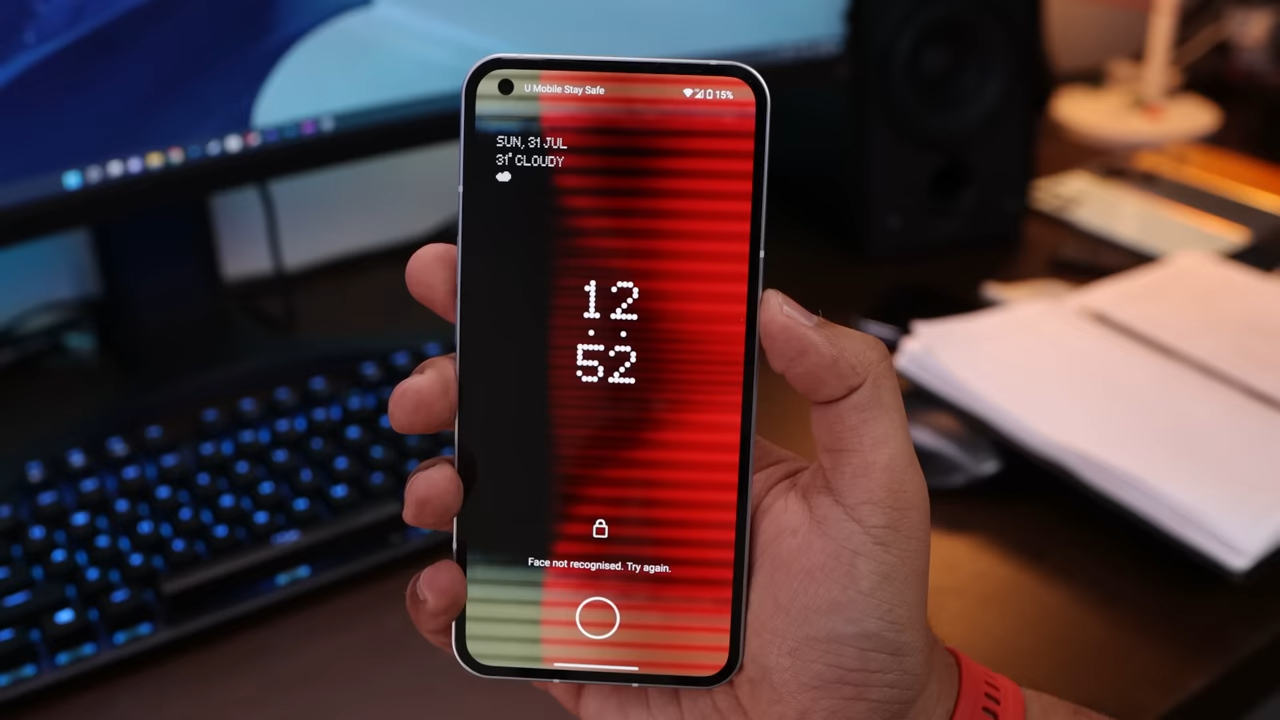 U Mobile Stay Safe 15%
SUN, 31 JUL
31° CLOUDY
12
52
Face not recognised. Try again.